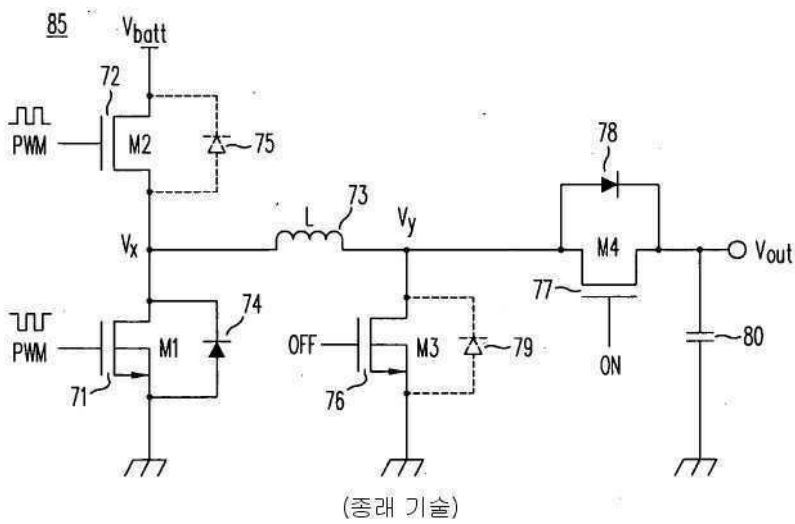 85
Vbatt
72
PWM
M2
75
78
73
L
Vy
Vx
M4
Vout
77
74
PWM
M1
71
OFF
M3
79
76
ON
80
(종래 기술)